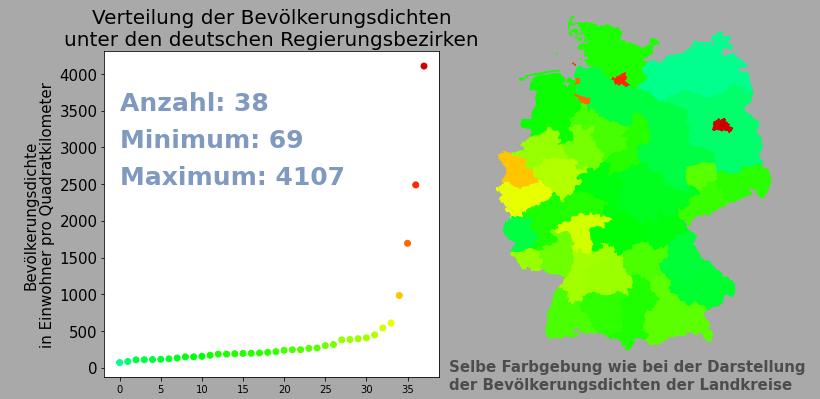 Verteilung der Bevölkerungsdichten
unter den deutschen Regierungsbezirken
Bevölkerungsdichte
in Einwohner pro Quadratkilometer
4000
3500
3000
2500
2000
1500
1000
500
0
Anzahl: 38
Minimum: 69
Maximum: 4107
0 5 10 15 20 25 30 35
Selbe Farbgebung wie bei der Darstellung
der Bevölkerungsdichten der Landkreise